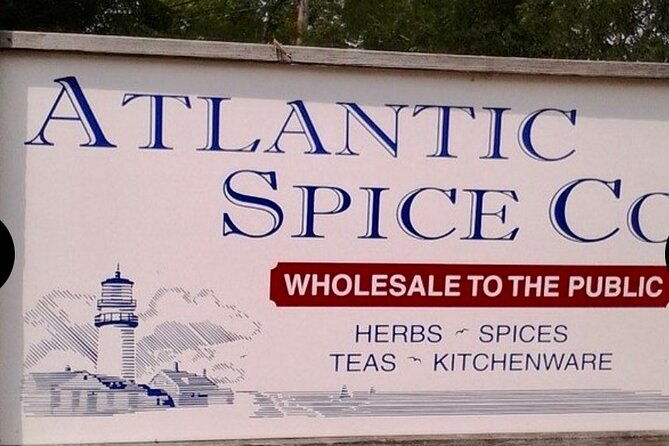 ATLANTIC
SPICE CO
WHOLESALE TO THE PUBLIC
HERBS ~ SPICES
TEAS ~ KITCHENWARE